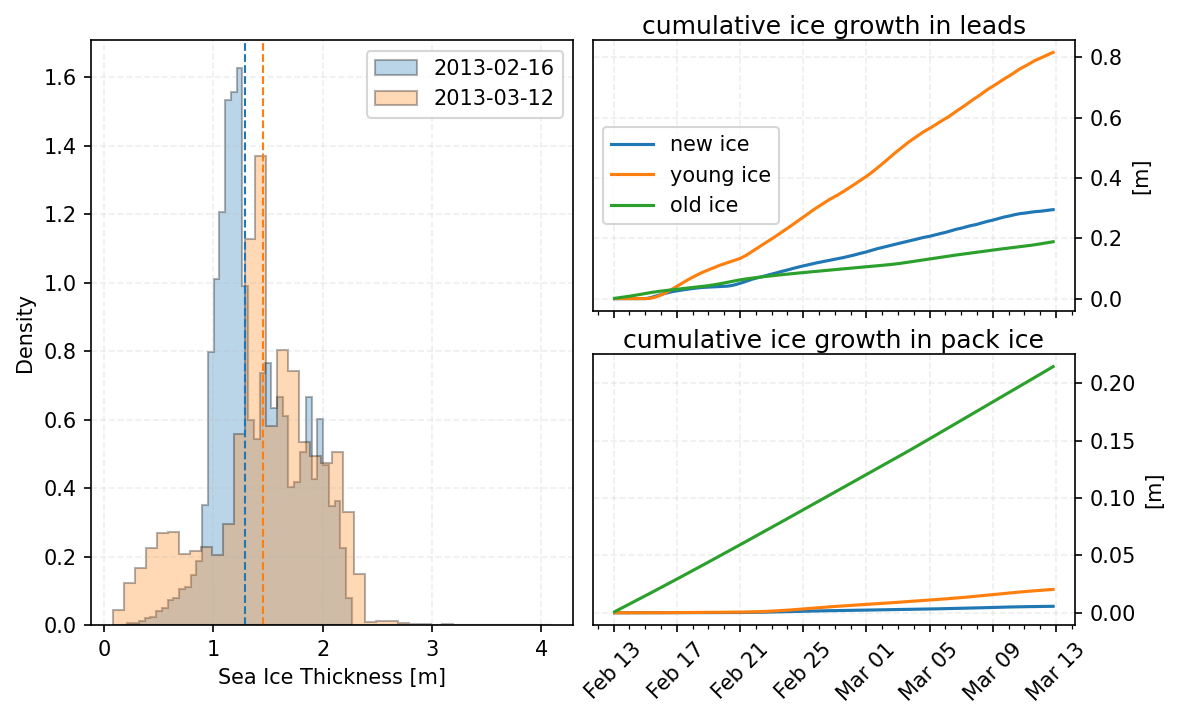 cumulative ice growth in leads
2013-02-16
2013-03-12
Density
1.6
1.4
1.2
1.0
0.8
0.6
0.4
0.2
0.0
0
1
2
3
4
Sea Ice Thickness [m]
new ice
young ice
old ice
0.8
0.6
0.4
0.2
0.0
[m]
cumulative ice growth in pack ice
0.20
0.15
0.10
0.05
0.00
[m]
Feb 13
Feb 17
Feb 21
Feb 25
Mar 01
Mar 05
Mar 09
Mar 13